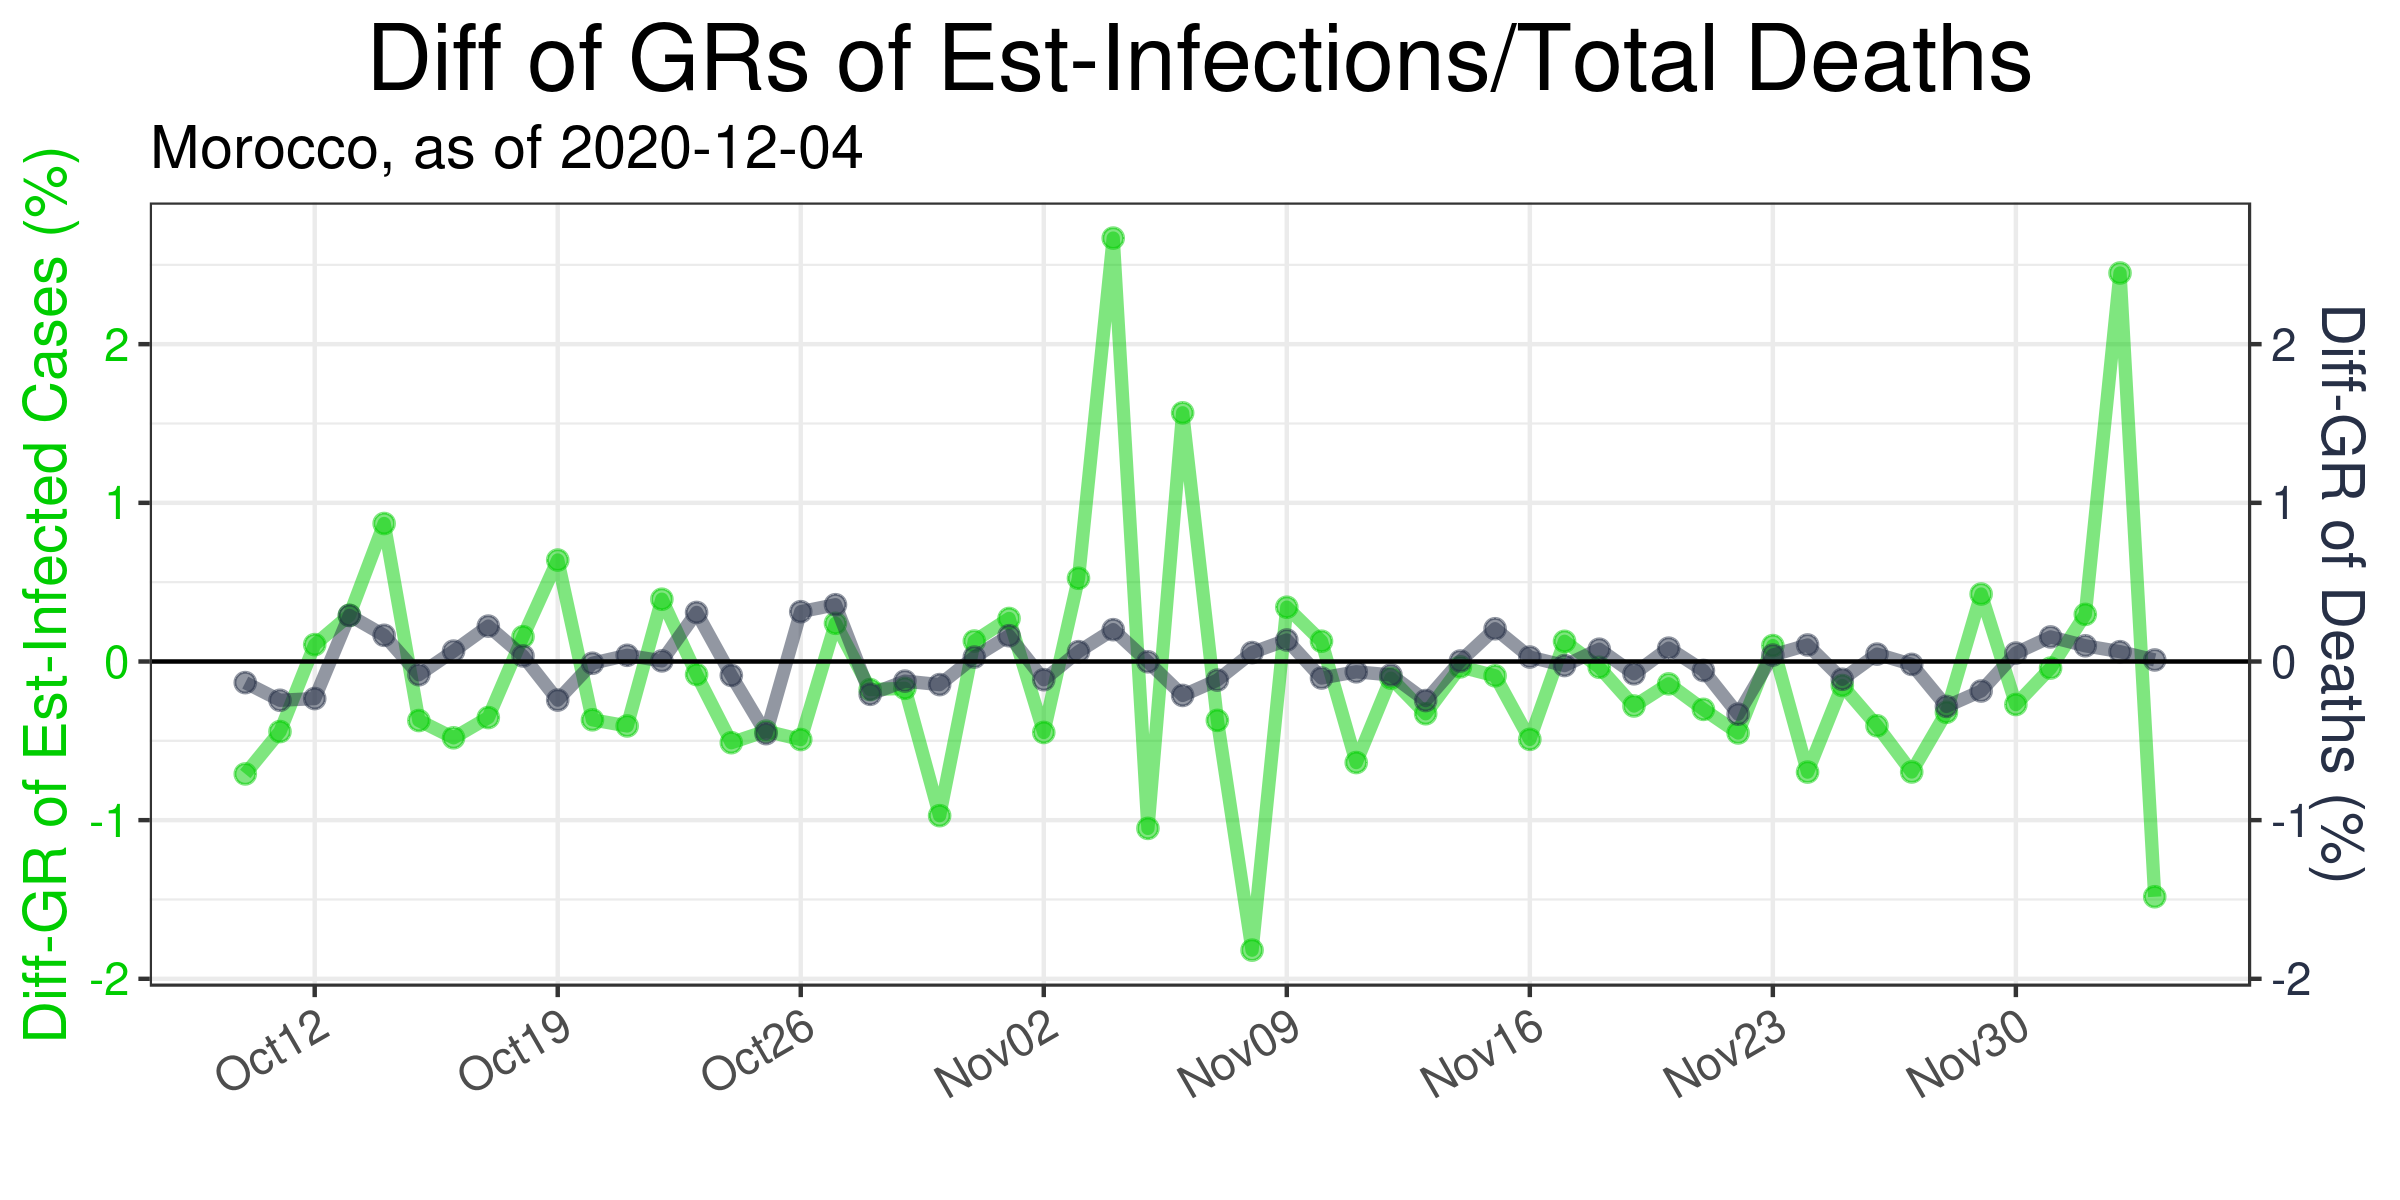 Diff of GRs of Est-Infections/Total Deaths
Morocco, as of 2020-12-04
Diff-GR of Est-Infected Cases (%)
2
1
0
-1
-2
2
1
0
-1
-2
Diff-GR of Deaths (%)
Oct12
Oct19
Oct26
Nov02
Nov09
Nov16
Nov23
Nov30